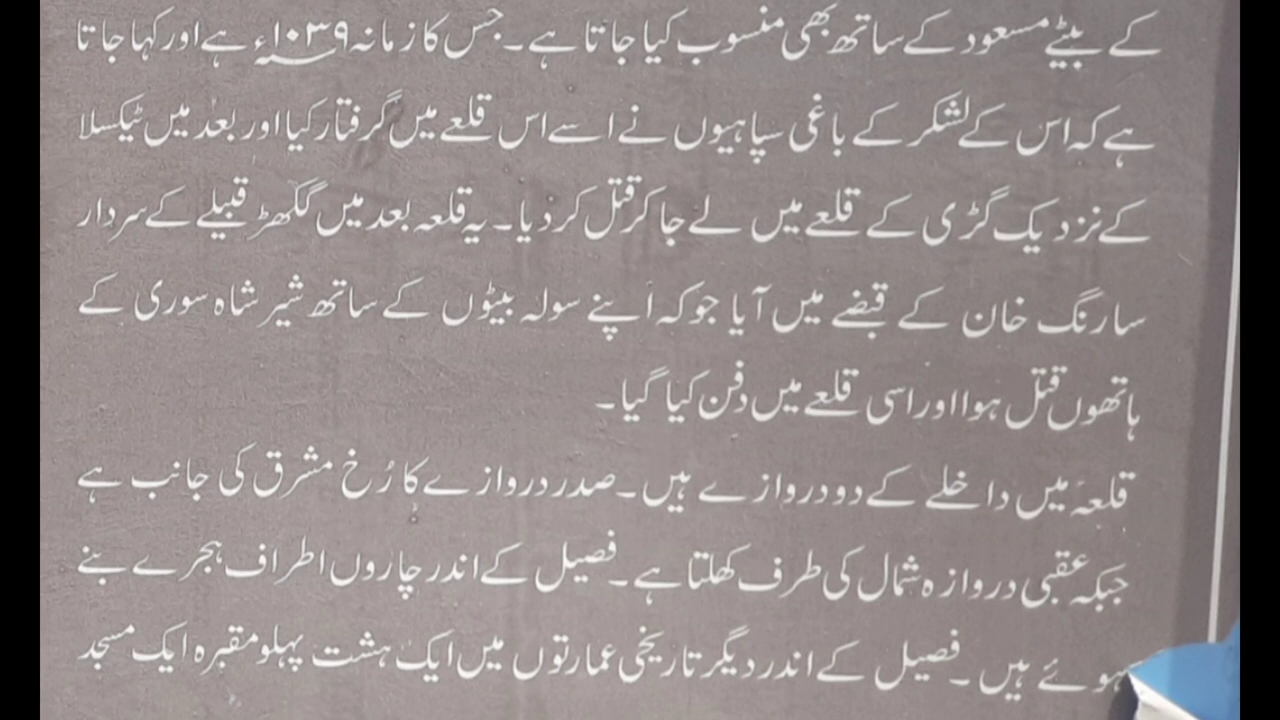 کے بیٹے مسعود کے ساتھ بھی منسوب کیا جاتا ہے۔ جس کا زمانہ ۱۰۳۹ء ہے اور کہا جاتا
ہے کہ اس کے لشکر کے باغی سپاہیوں نے اسے اس قلعے میں گرفتار کیا اور بعد میں ٹیکسلا
کے نزدیک گڑی کے قلعے میں لے جا کر قتل کر دیا۔ یہ قلعہ بعد میں گکھڑ قبیلے کے سردار
سارنگ خان کے قبضے میں آیا جو کہ اپنے سولہ بیٹوں کے ساتھ شیر شاہ سوری کے
ہاتھوں قتل ہوا اور اسی قلعے میں دفن کیا گیا۔
قلعہ میں داخلے کے دو دروازے ہیں۔ صدر دروازے کا رُخ مشرق کی جانب ہے
جبکہ عقبی دروازہ شمال کی طرف کھلتا ہے۔ فصیل کے اندر چاروں اطراف ہجرے بنے
ہوئے ہیں۔ فصیل کے اندر دیگر تاریخی عمارتوں میں ایک ہشت پہلو مقبرہ ایک مسجد